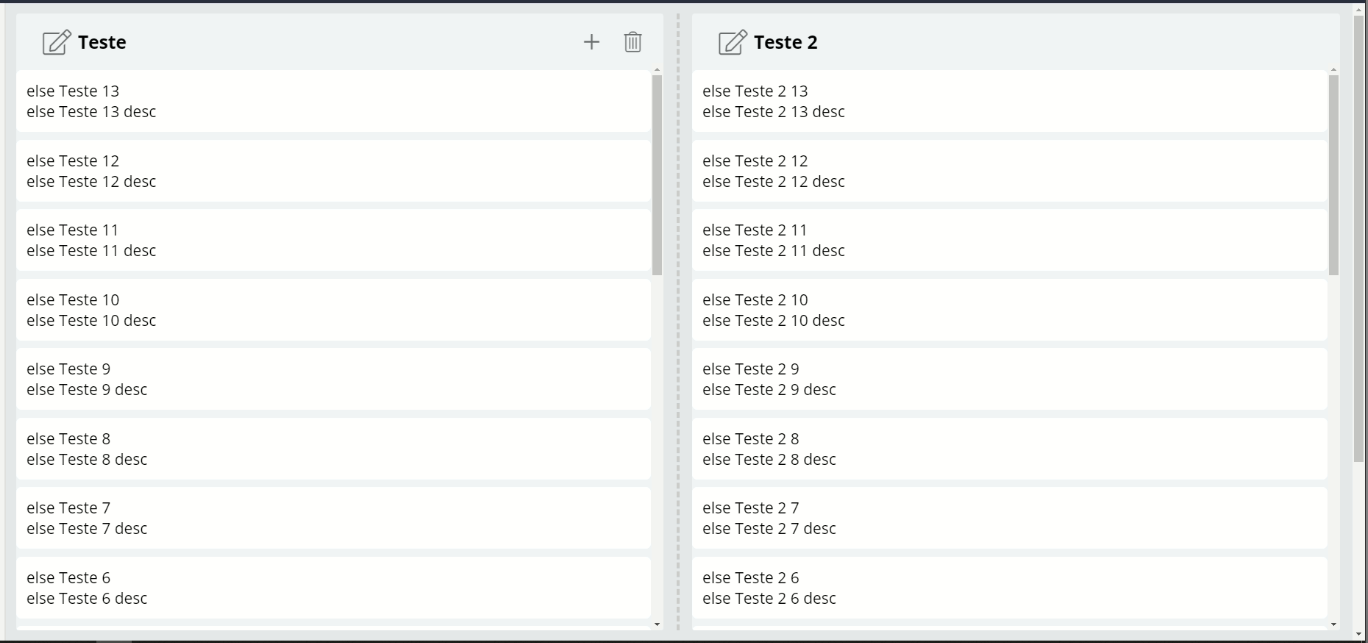 Teste
else Teste 13
else Teste 13 desc
else Teste 12
else Teste 12 desc
else Teste 11
else Teste 11 desc
else Teste 10
else Teste 10 desc
else Teste 9
else Teste 9 desc
else Teste 8
else Teste 8 desc
else Teste 7
else Teste 7 desc
else Teste 6
else Teste 6 desc
Teste 2
else Teste 2 13
else Teste 2 13 desc
else Teste 2 12
else Teste 2 12 desc
else Teste 2 11
else Teste 2 11 desc
else Teste 2 10
else Teste 2 10 desc
else Teste 2 9
else Teste 2 9 desc
else Teste 2 8
else Teste 2 8 desc
else Teste 2 7
else Teste 2 7 desc
else Teste 2 6
else Teste 2 6 desc